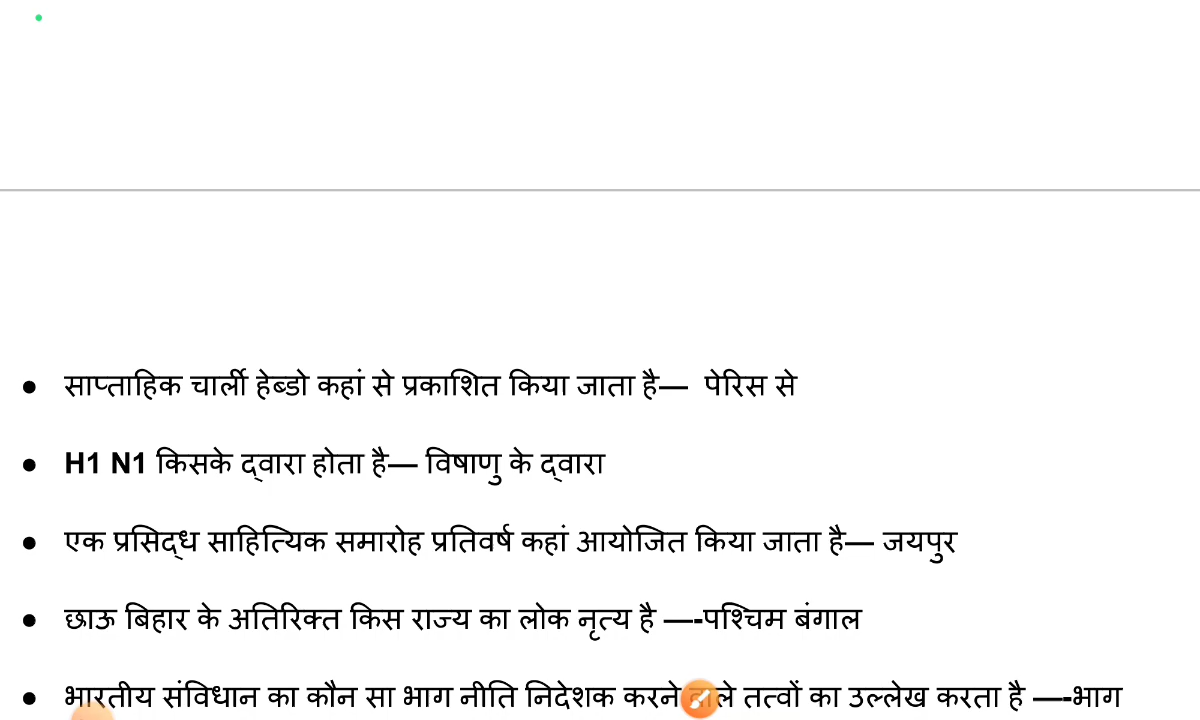 ● साप्ताहिक चार्ली हेब्डो कहां से प्रकाशित किया जाता है— पेरिस से
● H1 N1 किसके द्वारा होता है— विषाणु के द्वारा
● एक प्रसिद्ध साहित्यिक समारोह प्रतिवर्ष कहां आयोजित किया जाता है— जयपुर
● छाऊ बिहार के अतिरिक्त किस राज्य का लोक नृत्य है —-पश्चिम बंगाल
● भारतीय संविधान का कौन सा भाग नीति निदेशक करने तत्वों का उल्लेख करता है —-भाग